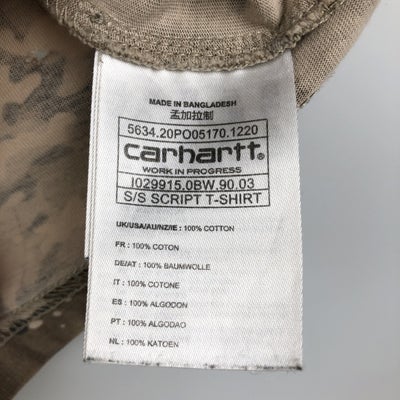 MADE IN BANGLADESH
孟加拉制
5634.20PO05170.1220
carhartt®
WORK IN PROGRESS
I029915.0BW.90.03
S/S SCRIPT T-SHIRT
UK/USA/AU/NZ/IE : 100% COTTON
FR : 100% COTON
DE/AT : 100% BAUMWOLLE
IT : 100% COTONE
ES : 100% ALGODON
PT : 100% ALGODAO
NL : 100% KATOEN